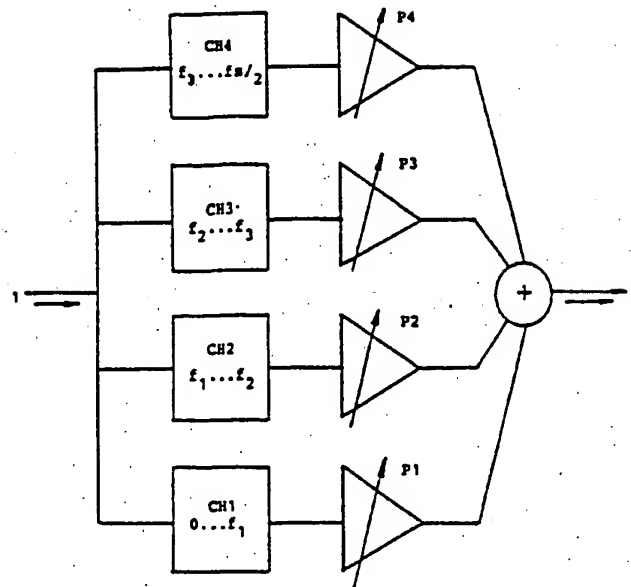 CH4
f₃...fs/2
P4
CH3
f₂...f₃
P3
1
+
CH2
f₁...f₂
P2
CH1
0...f₁
P1